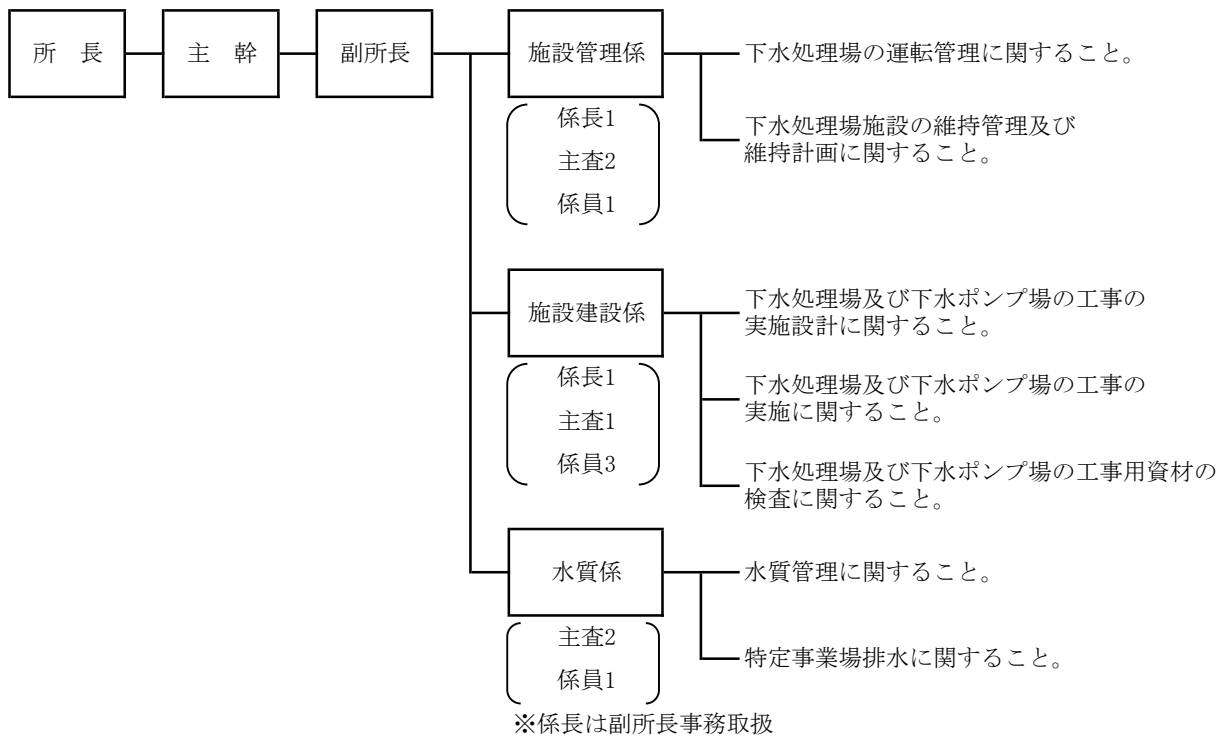 所　長
主　幹
副所長
施設管理係
係長1
主査2
係員1
下水処理場の運転管理に関すること。
下水処理場施設の維持管理及び
維持計画に関すること。
施設建設係
係長1
主査1
係員3
下水処理場及び下水ポンプ場の工事の
実施設計に関すること。
下水処理場及び下水ポンプ場の工事の
実施に関すること。
下水処理場及び下水ポンプ場の工事用資材の
検査に関すること。
水質係
主査2
係員1
※係長は副所長事務取扱
水質管理に関すること。
特定事業場排水に関すること。